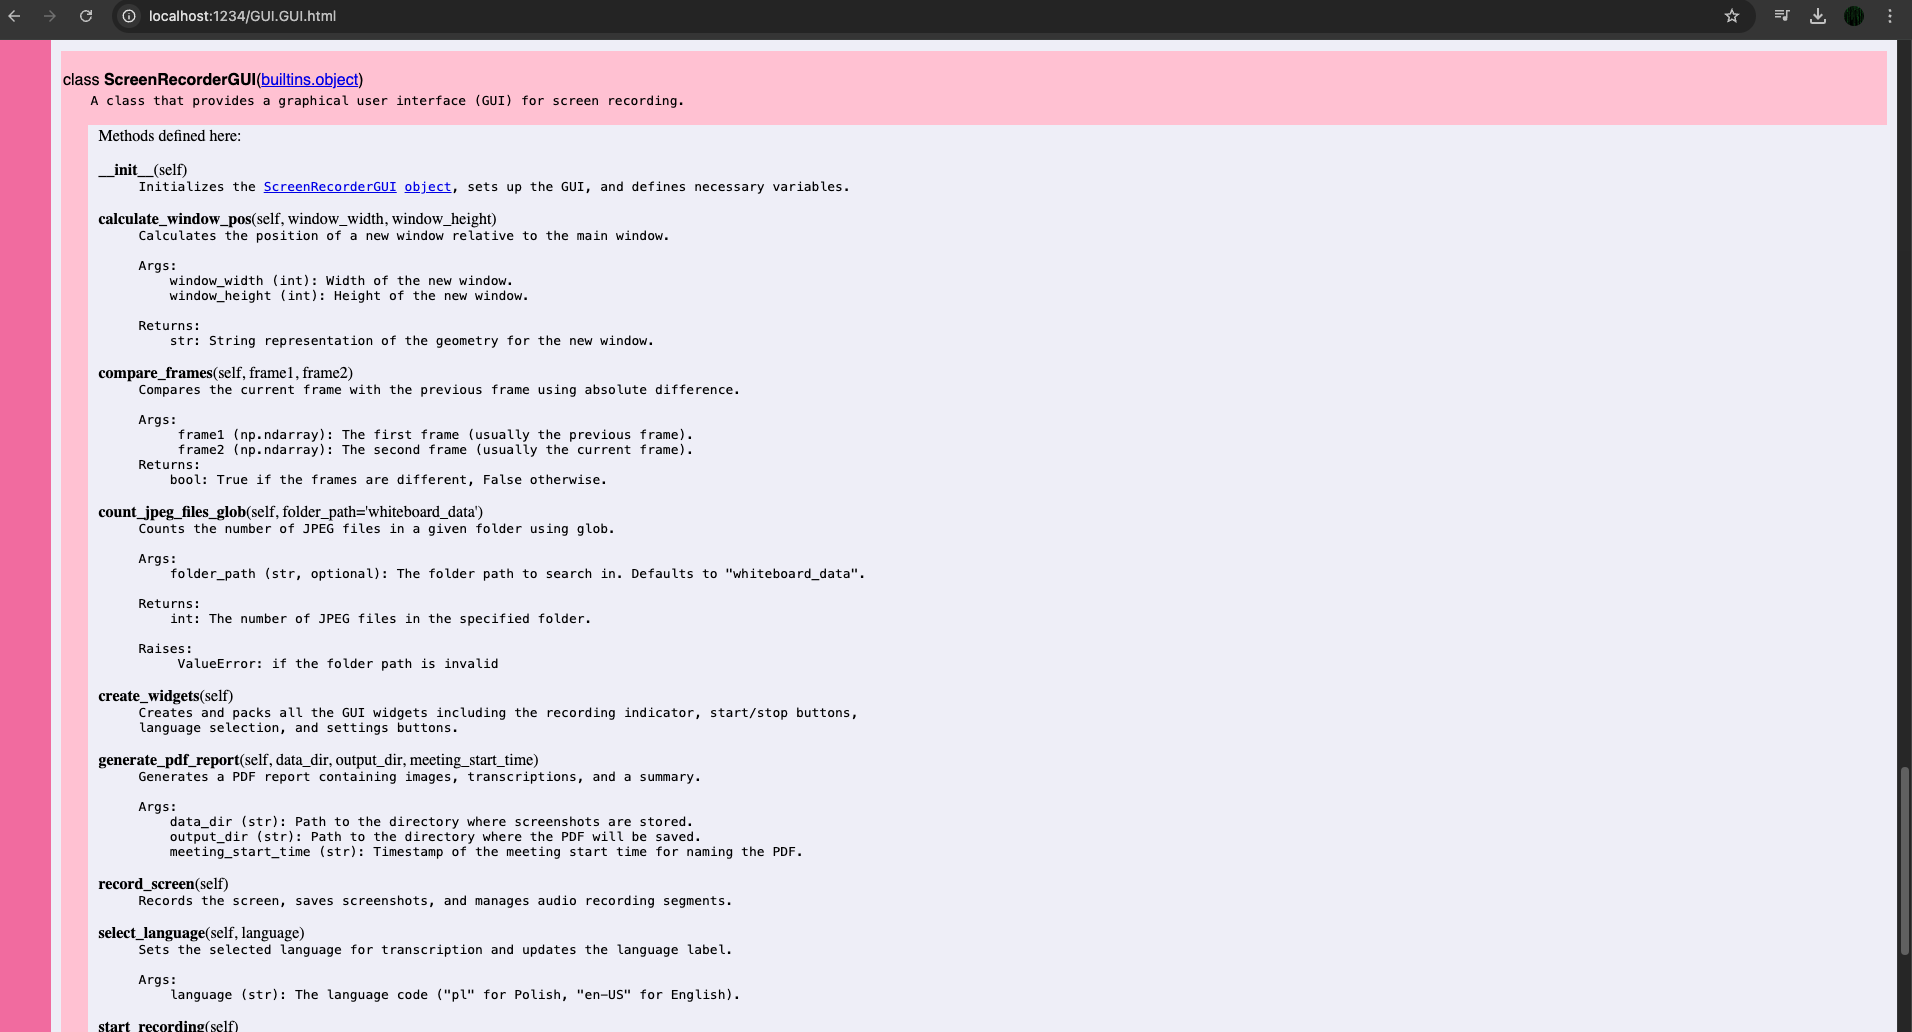 localhost:1234/GUI.GUI.html
class ScreenRecorderGUI(builtins.object)
A class that provides a graphical user interface (GUI) for screen recording.
Methods defined here:
__init__(self)
Initializes the ScreenRecorderGUI object, sets up the GUI, and defines necessary variables.
calculate_window_pos(self, window_width, window_height)
Calculates the position of a new window relative to the main window.
Args:
window_width (int): Width of the new window.
window_height (int): Height of the new window.
Returns:
str: String representation of the geometry for the new window.
compare_frames(self, frame1, frame2)
Compares the current frame with the previous frame using absolute difference.
Args:
frame1 (np.ndarray): The first frame (usually the previous frame).
frame2 (np.ndarray): The second frame (usually the current frame).
Returns:
bool: True if the frames are different, False otherwise.
count_jpeg_files_glob(self, folder_path='whiteboard_data')
Counts the number of JPEG files in a given folder using glob.
Args:
folder_path (str, optional): The folder path to search in. Defaults to "whiteboard_data".
Returns:
int: The number of JPEG files in the specified folder.
Raises:
ValueError: if the folder path is invalid
create_widgets(self)
Creates and packs all the GUI widgets including the recording indicator, start/stop buttons,
language selection, and settings buttons.
generate_pdf_report(self, data_dir, output_dir, meeting_start_time)
Generates a PDF report containing images, transcriptions, and a summary.
Args:
data_dir (str): Path to the directory where screenshots are stored.
output_dir (str): Path to the directory where the PDF will be saved.
meeting_start_time (str): Timestamp of the meeting start time for naming the PDF.
record_screen(self)
Records the screen, saves screenshots, and manages audio recording segments.
select_language(self, language)
Sets the selected language for transcription and updates the language label.
Args:
language (str): The language code ("pl" for Polish, "en-US" for English).
start_recording(self)